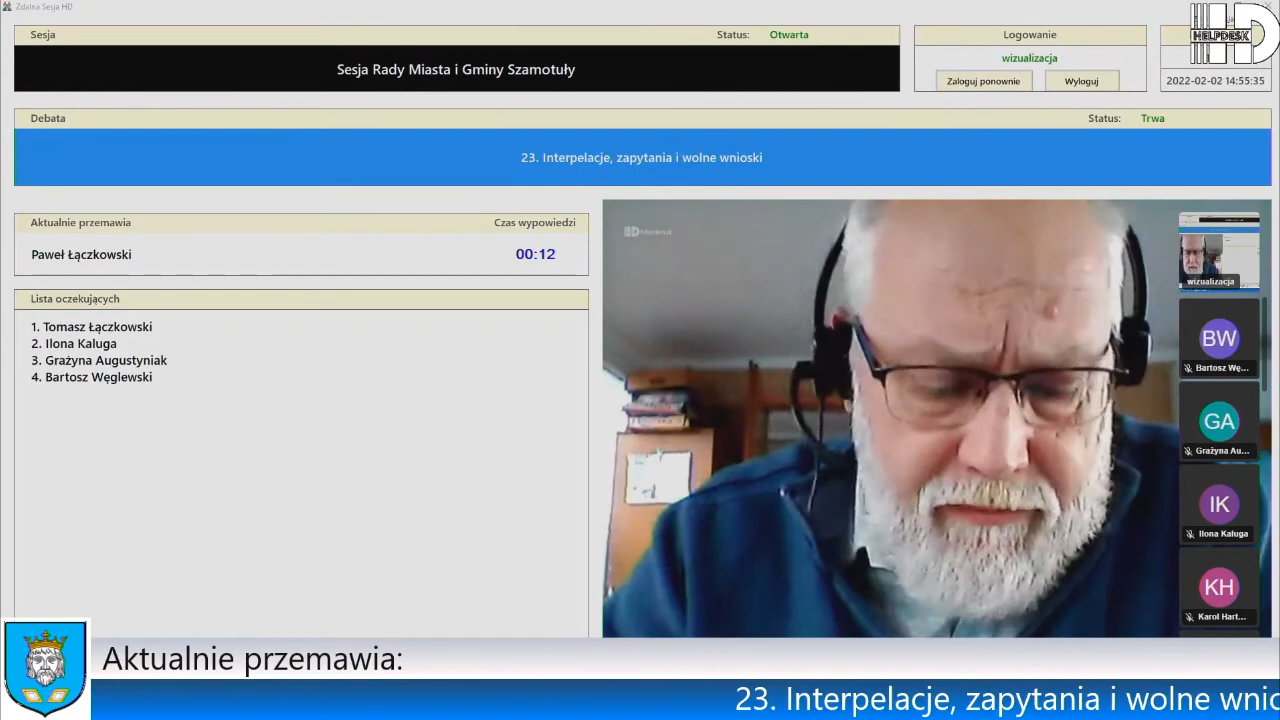 Zdalna Sesja HD
Sesja
Status: Otwarta
Sesja Rady Miasta i Gminy Szamotuły
Logowanie
wizualizacja
Zaloguj ponownie
Wyloguj
HD
HELPDESK
2022-02-02 14:55:35
Debata
Status: Trwa
23. Interpelacje, zapytania i wolne wnioski
Aktualnie przemawia
Czas wypowiedzi
Paweł Łączkowski
00:12
Lista oczekujących
1. Tomasz Łączkowski
2. Ilona Kaluga
3. Grażyna Augustyniak
4. Bartosz Węglewski
wizualizacja
BW
Bartosz Wę...
GA
Grażyna Au...
IK
Ilona Kaluga
KH
Karol Hart...
Aktualnie przemawia:
23. Interpelacje, zapytania i wolne wnio